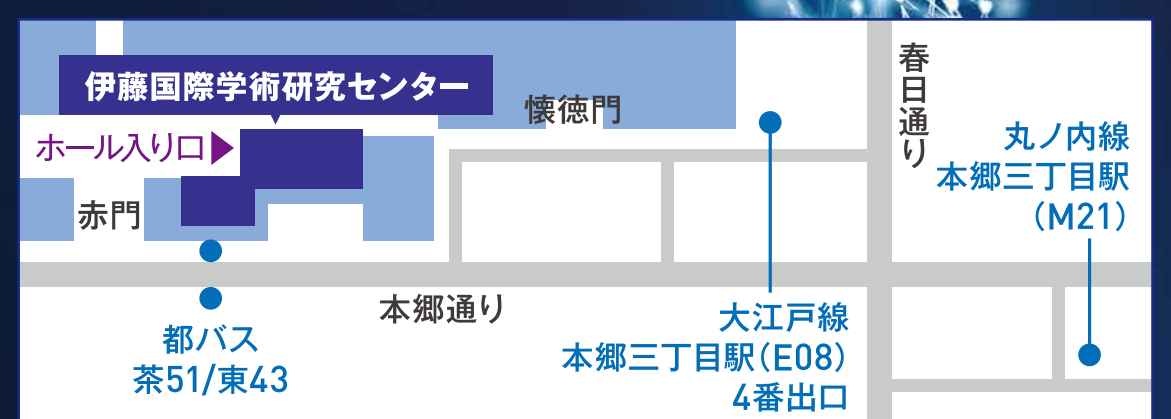 伊藤国際学術研究センター
懐徳門
春日通り
ホール入り口
赤門
丸ノ内線
本郷三丁目駅
（M21）
本郷通り
都バス
茶51/東43
大江戸線
本郷三丁目駅（E08）
4番出口